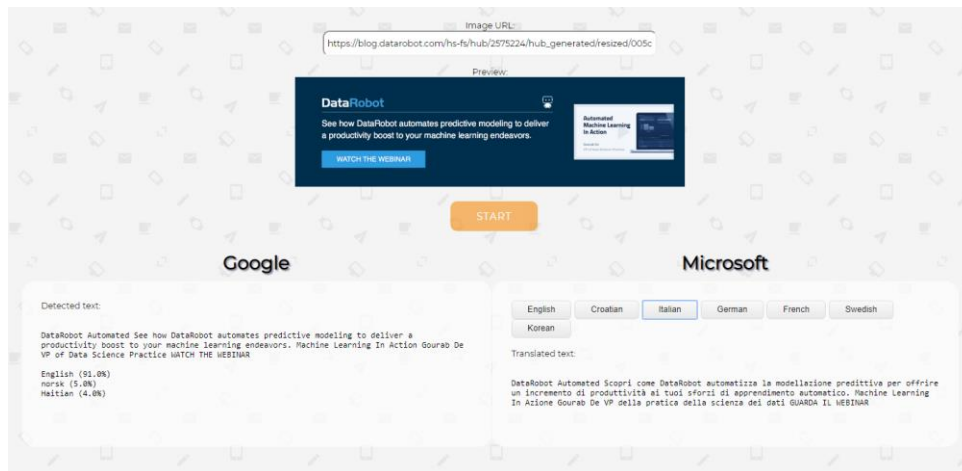 Image URL:
https://blog.datarobot.com/hs-fs/hub/2575224/hub_generated/resized/005c
Preview:
DataRobot
See how DataRobot automates predictive modeling to deliver
a productivity boost to your machine learning endeavors.
WATCH THE WEBINAR
Automated
Machine Learning
In Action
START
Google
Detected text:
DataRobot Automated See how DataRobot automates predictive modeling to deliver a
productivity boost to your machine learning endeavors. Machine Learning In Action Gourab De
VP of Data Science Practice WATCH THE WEBINAR
English (91.0%)
norsk (5.0%)
Haitian (4.0%)
Microsoft
English Croatian Italian German French Swedish
Korean
Translated text:
DataRobot Automated Scopri come DataRobot automatizza la modellazione predittiva per offrire
un incremento di produttività ai tuoi sforzi di apprendimento automatico. Machine Learning
In Azione Gourab De VP della pratica della scienza dei dati GUARDA IL WEBINAR